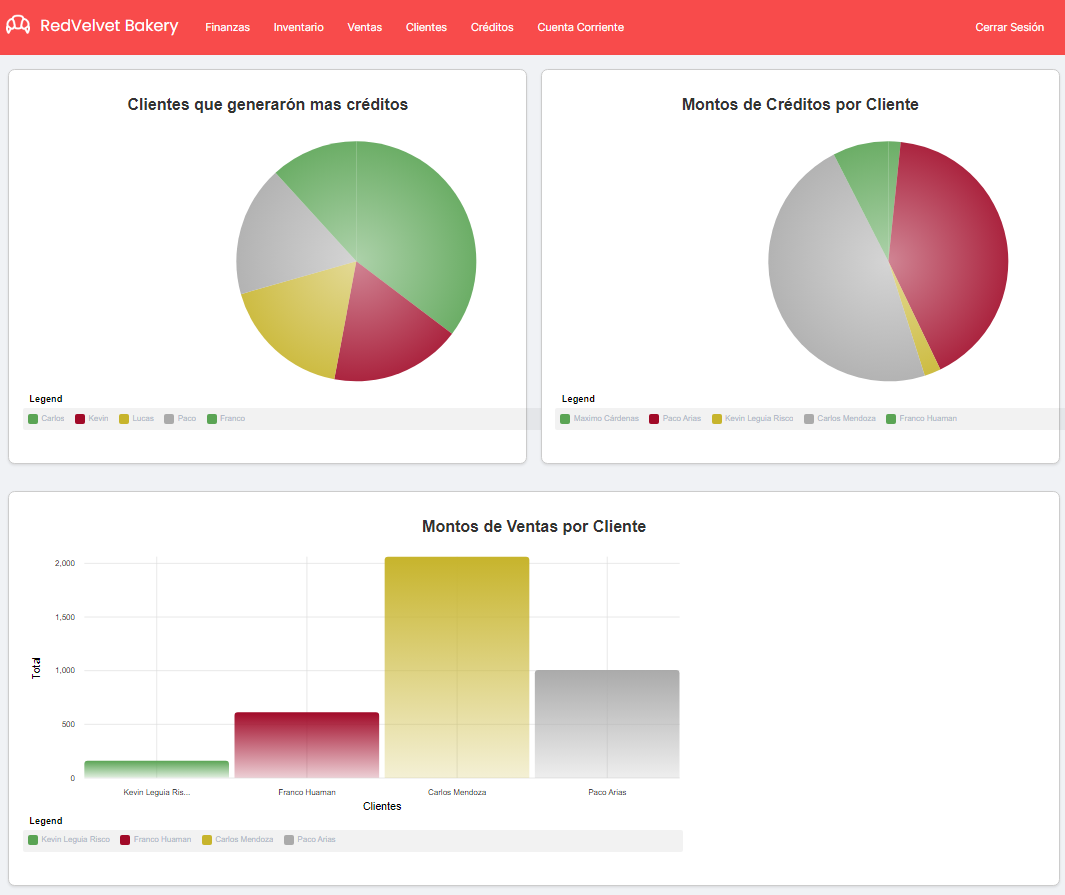 RedVelvet Bakery Finanzas Inventario Ventas Clientes Créditos Cuenta Corriente Cerrar Sesión
Clientes que generarón mas créditos
Legend
Carlos Kevin Lucas Paco Franco
Montos de Créditos por Cliente
Legend
Maximo Cárdenas Paco Arias Kevin Leguia Risco Carlos Mendoza Franco Huaman
Montos de Ventas por Cliente
2,000
1,500
1,000
500
0
Total
Kevin Leguia Ris... Franco Huaman Carlos Mendoza Paco Arias
Clientes
Legend
Kevin Leguia Risco Franco Huaman Carlos Mendoza Paco Arias